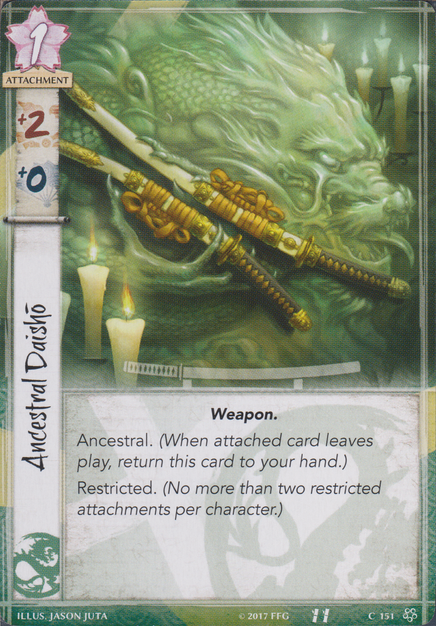 1
ATTACHMENT
+2
+0
Ancestral Daishō
Weapon.
Ancestral. (When attached card leaves
play, return this card to your hand.)
Restricted. (No more than two restricted
attachments per character.)
ILLUS. JASON JUTA
© 2017 FFG
C 151